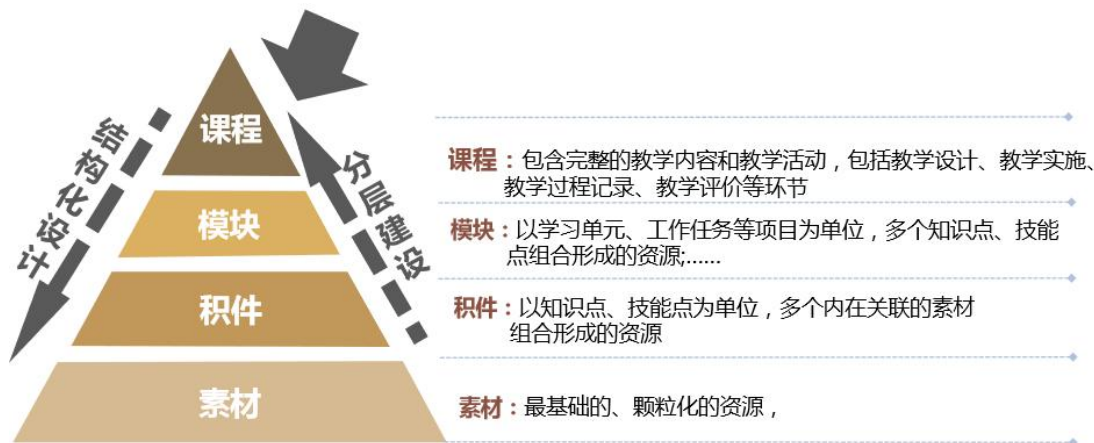 结构化设计
分层建设
课程
模块
积件
素材
课程：包含完整的教学内容和教学活动，包括教学设计、教学实施、
教学过程记录、教学评价等环节
模块：以学习单元、工作任务等项目为单位，多个知识点、技能
点组合形成的资源;......
积件：以知识点、技能点为单位，多个内在关联的素材
组合形成的资源
素材：最基础的、颗粒化的资源，